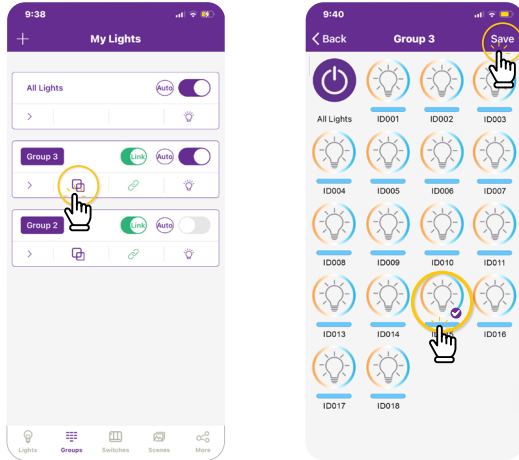 9:38
My Lights
All Lights
Auto
Group 3
Link
Auto
Group 2
Link
Auto
Lights
Groups
Switches
Scenes
More
9:40
Back
Group 3
Save
All Lights
ID001
ID002
ID003
ID004
ID005
ID006
ID007
ID008
ID009
ID010
ID011
ID013
ID014
ID016
ID017
ID018